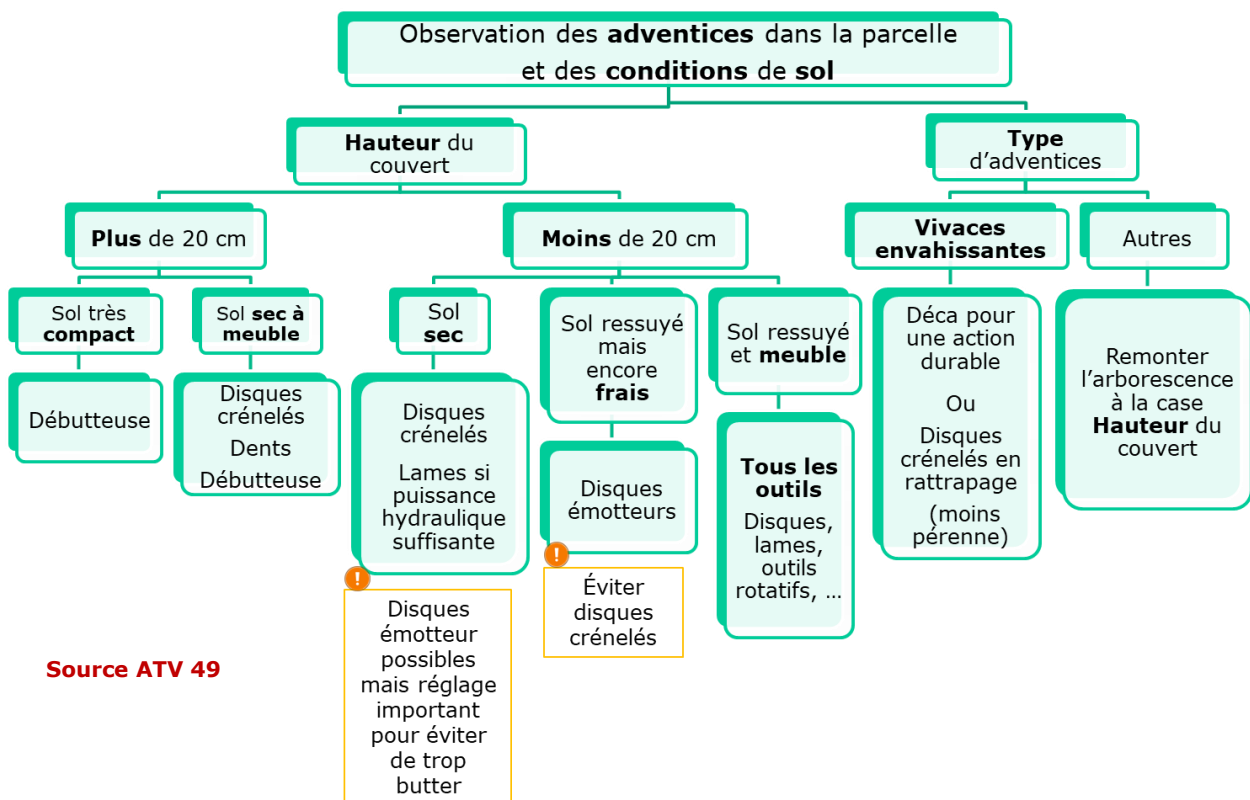 Observation des adventices dans la parcelle
et des conditions de sol
Hauteur du
couvert
Type
d'adventices
Plus de 20 cm
Moins de 20 cm
Vivaces
envahissantes
Autres
Sol très
compact
Sol sec à
meuble
Sol
sec
Sol ressuyé
mais
encore
frais
Sol ressuyé
et meuble
Déca pour
une action
durable
Ou
Disques
crénelés en
rattrapage
(moins
pérenne)
Remonter
l'arborescence
à la case
Hauteur du
couvert
Débutteuse
Disques
crénelés
Dents
Débutteuse
Disques
crénelés
Lames si
puissance
hydraulique
suffisante
Disques
émotteurs
Tous les
outils
Disques,
lames,
outils
rotatifs, ...
!
Disques
émotteur
possibles
mais réglage
important
pour éviter
de trop
butter
!
Éviter
disques
crénelés
Source ATV 49